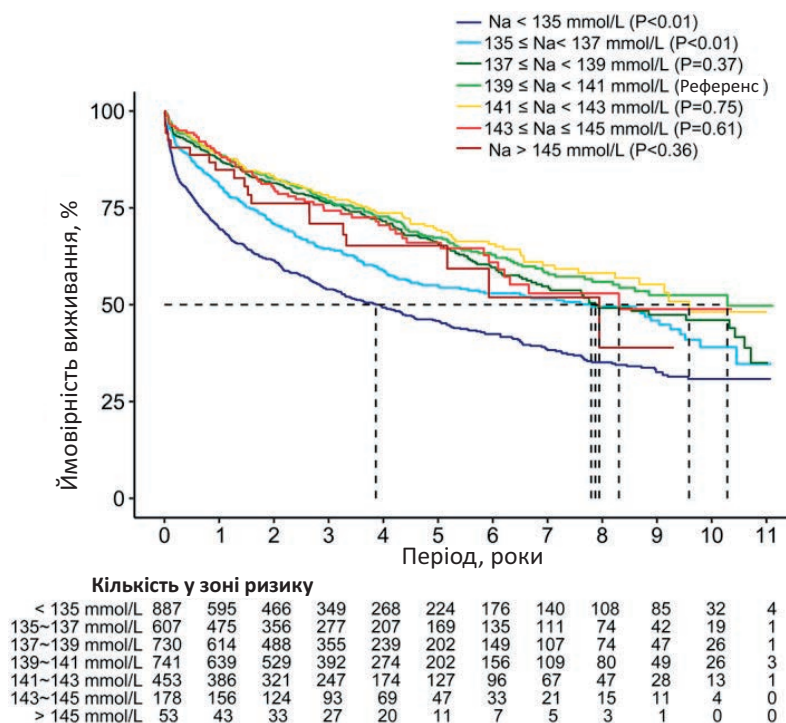 Na < 135 mmol/L (P<0.01)
135 ≤ Na< 137 mmol/L (P<0.01)
137 ≤ Na < 139 mmol/L (P=0.37)
139 ≤ Na < 141 mmol/L (Референс )
141 ≤ Na < 143 mmol/L (P=0.75)
143 ≤ Na ≤ 145 mmol/L (P=0.61)
Na > 145 mmol/L (P<0.36)
Ймовірність виживання, %
100
75
50
25
0
0 1 2 3 4 5 6 7 8 9 10 11
Період, роки
Кількість у зоні ризику
< 135 mmol/L 887 595 466 349 268 224 176 140 108 85 32 4
135~137 mmol/L 607 475 356 277 207 169 135 111 74 42 19 1
137~139 mmol/L 730 614 488 355 239 202 149 107 74 47 26 1
139~141 mmol/L 741 639 529 392 274 202 156 109 80 49 26 3
141~143 mmol/L 453 386 321 247 174 127 96 67 47 28 13 1
143~145 mmol/L 178 156 124 93 69 47 33 21 15 11 4 0
> 145 mmol/L 53 43 33 27 20 11 7 5 3 1 0 0